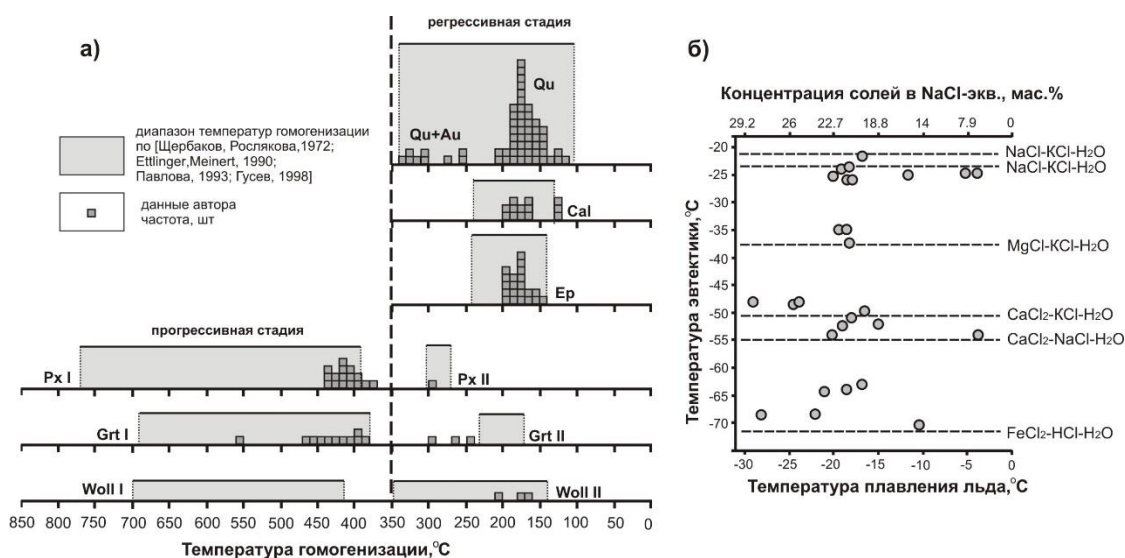 а)
регрессивная стадия
Qu
Qu+Au
диапазон температур гомогенизации
по [Щербаков, Рослякова,1972;
Ettlinger,Meinert, 1990;
Павлова, 1993; Гусев, 1998]
данные автора
частота, шт
Cal
Ep
прогрессивная стадия
Px I
Px II
Grt I
Grt II
Woll I
Woll II
850 800 750 700 650 600 550 500 450 400 350 300 250 200 150 100 50 0
Температура гомогенизации,°C
б)
Концентрация солей в NaCl-экв., мас.%
29.2 26 22.7 18.8 14 7.9 0
Температура эвтектики,°C
-20
-25
-30
-35
-40
-45
-50
-55
-65
-70
NaCl-KCl-H2O
NaCl-KCl-H2O
MgCl-KCl-H2O
CaCl2-KCl-H2O
CaCl2-NaCl-H2O
FeCl2-HCl-H2O
-30 -25 -20 -15 -10 -5 0
Температура плавления льда,°C